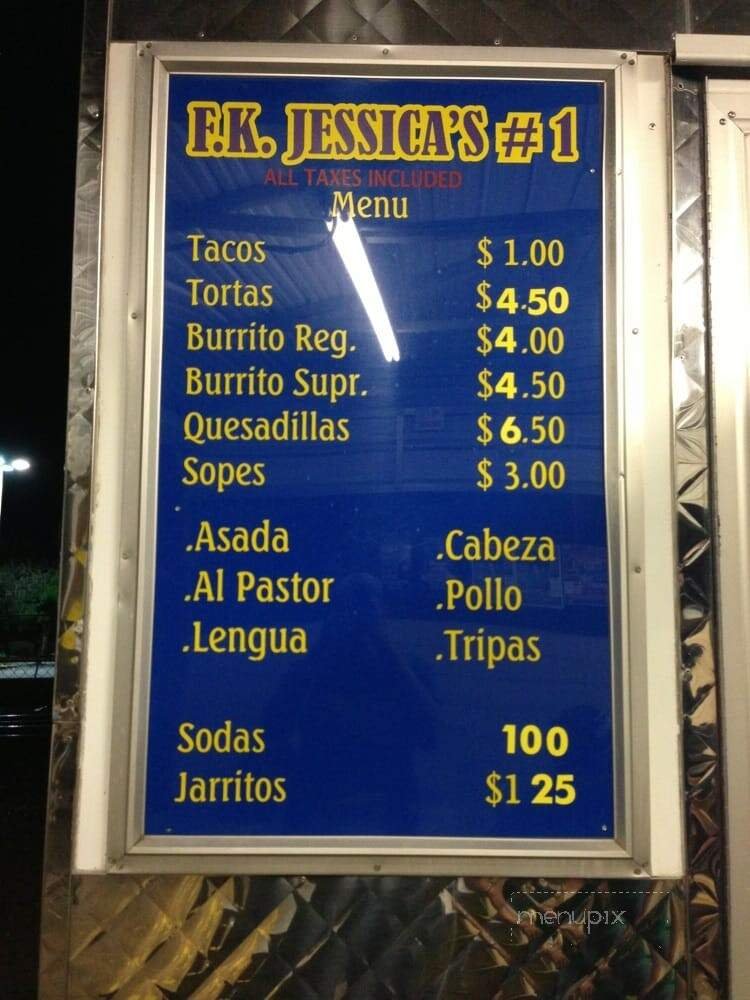 F.K. JESSICA'S #1
ALL TAXES INCLUDED
Menu
Tacos $ 1.00
Tortas $4.50
Burrito Reg. $4.00
Burrito Supr. $4.50
Quesadillas $6.50
Sopes $ 3.00
.Asada .Cabeza
.Al Pastor .Pollo
.Lengua .Tripas
Sodas 100
Jarritos $1 25
menupix